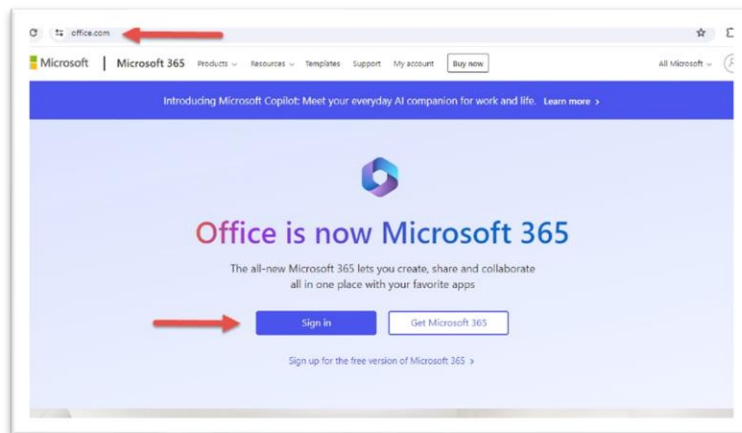 office.com
Microsoft | Microsoft 365 Products Resources Templates Support My account Buy now All Microsoft
Introducing Microsoft Copilot: Meet your everyday AI companion for work and life. Learn more >
Office is now Microsoft 365
The all-new Microsoft 365 lets you create, share and collaborate
all in one place with your favorite apps
Sign in Get Microsoft 365
Sign up for the free version of Microsoft 365 >